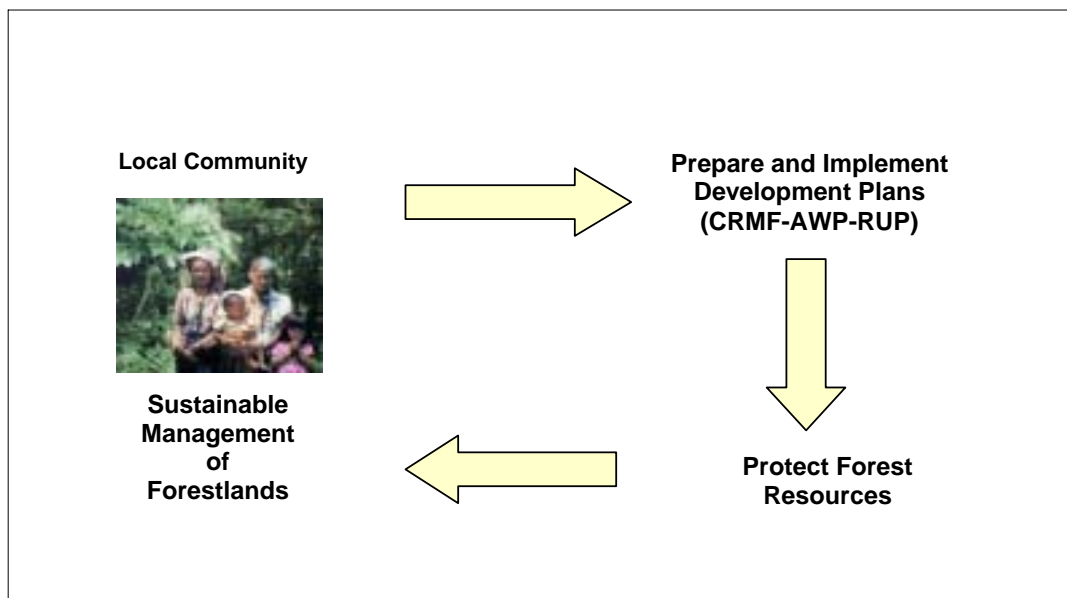 Local Community
Prepare and Implement
Development Plans
(CRMF-AWP-RUP)
Protect Forest
Resources
Sustainable
Management
of
Forestlands